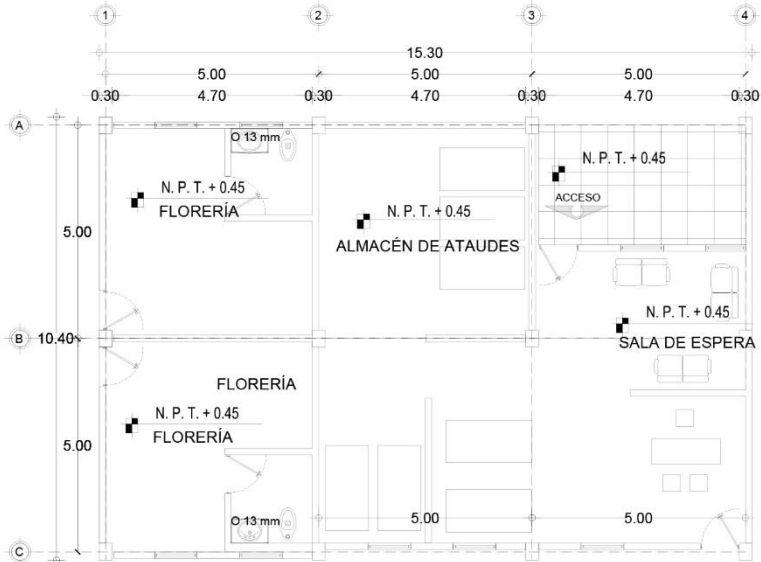 1 2 3 4
15.30
5.00 5.00 5.00
0.30 4.70 0.30 4.70 0.30 4.70 0.30
A
O 13 mm
N. P. T. + 0.45
ACCESO
N. P. T. + 0.45
FLORERÍA
N. P. T. + 0.45
ALMACÉN DE ATAUDES
5.00
N. P. T. + 0.45
SALA DE ESPERA
B 10.40
FLORERÍA
N. P. T. + 0.45
FLORERÍA
5.00
O 13 mm
5.00 5.00
C